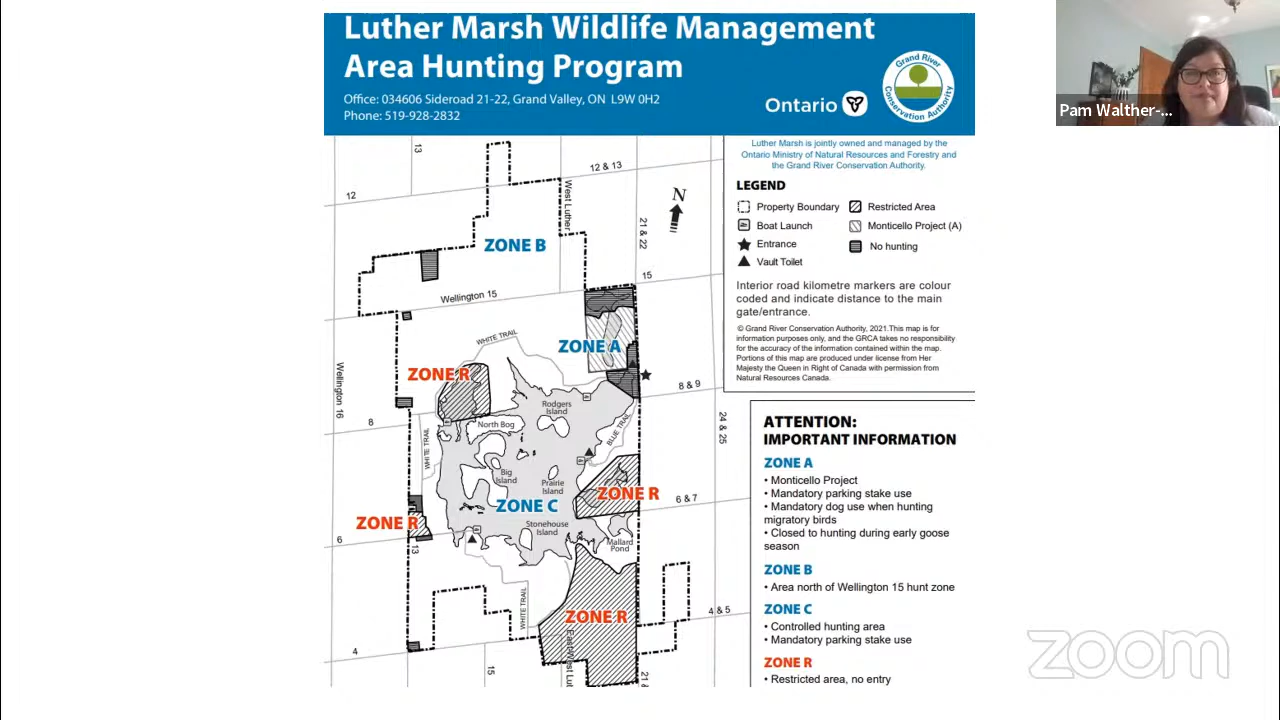 Luther Marsh Wildlife Management
Area Hunting Program
Office: 034606 Sideroad 21-22, Grand Valley, ON L9W 0H2
Phone: 519-928-2832
Ontario
Grand River
Conservation Authority
Pam Walther-...
Luther Marsh is jointly owned and managed by the
Ontario Ministry of Natural Resources and Forestry and
the Grand River Conservation Authority.
LEGEND
Property Boundary
Restricted Area
Boat Launch
Monticello Project (A)
Entrance
No hunting
Vault Toilet
Interior road kilometre markers are colour
coded and indicate distance to the main
gate/entrance.
© Grand River Conservation Authority, 2021.This map is for
information purposes only, and the GRCA takes no responsibility
for the accuracy of the information contained within the map.
Portions of this map are produced under license from Her
Majesty the Queen in Right of Canada with permission from
Natural Resources Canada.
13
12 & 13
12
West Luther
N
21 & 22
ZONE B
15
Wellington 15
WHITE TRAIL
ZONE A
ZONE R
Wellington 16
8 & 9
Rodgers
Island
8
North Bog
BLUE TRAIL
24 & 25
WHITE TRAIL
Big
Island
Prairie
Island
ZONE R
6 & 7
ZONE C
ZONE R
Stonehouse
Island
6
13
Mallard
Pond
WHITE TRAIL
4 & 5
ZONE R
East-West Lut
4
15
21 &
ATTENTION:
IMPORTANT INFORMATION
ZONE A
• Monticello Project
• Mandatory parking stake use
• Mandatory dog use when hunting
migratory birds
• Closed to hunting during early goose
season
ZONE B
• Area north of Wellington 15 hunt zone
ZONE C
• Controlled hunting area
• Mandatory parking stake use
ZONE R
• Restricted area, no entry
zoom